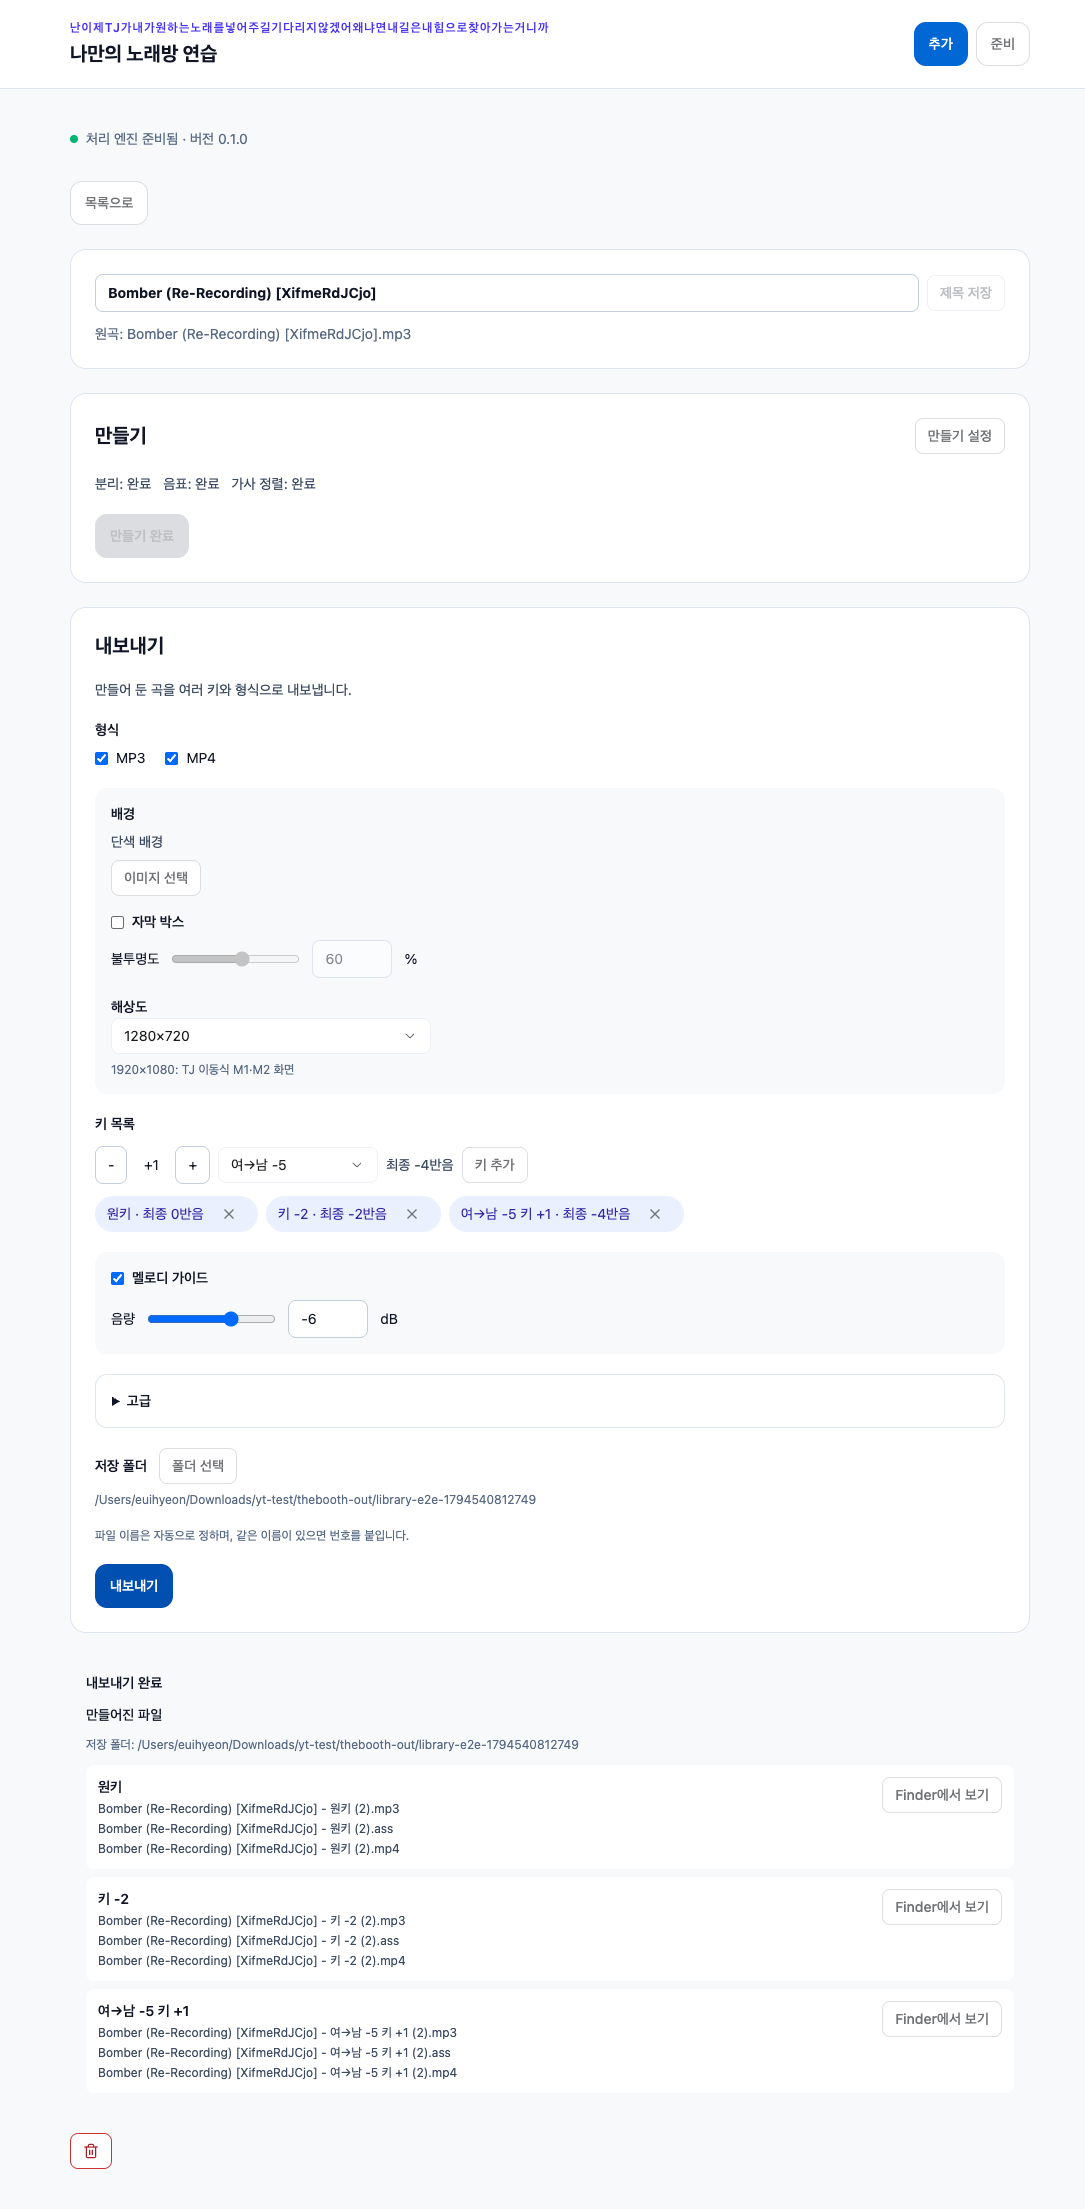 난이제TJ가내가원하는노래를넣어주길기다리지않겠어왜냐면내길은내힘으로찾아가는거니까
나만의 노래방 연습
추가
준비
처리 엔진 준비됨 · 버전 0.1.0
목록으로
Bomber (Re-Recording) [XifmeRdJCjo]
제목 저장
원곡: Bomber (Re-Recording) [XifmeRdJCjo].mp3
만들기
만들기 설정
분리: 완료 음표: 완료 가사 정렬: 완료
만들기 완료
내보내기
만들어 둔 곡을 여러 키와 형식으로 내보냅니다.
형식
MP3 MP4
배경
단색 배경
이미지 선택
자막 박스
불투명도 60 %
해상도
1280×720
1920×1080: TJ 이동식 M1·M2 화면
키 목록
- +1 + 여→남 -5 최종 -4반음 키 추가
원키 · 최종 0반음 × 키 -2 · 최종 -2반음 × 여→남 -5 키 +1 · 최종 -4반음 ×
멜로디 가이드
음량 -6 dB
고급
저장 폴더 폴더 선택
/Users/euihyeon/Downloads/yt-test/thebooth-out/library-e2e-1794540812749
파일 이름은 자동으로 정하며, 같은 이름이 있으면 번호를 붙입니다.
내보내기
내보내기 완료
만들어진 파일
저장 폴더: /Users/euihyeon/Downloads/yt-test/thebooth-out/library-e2e-1794540812749
원키
Finder에서 보기
Bomber (Re-Recording) [XifmeRdJCjo] - 원키 (2).mp3
Bomber (Re-Recording) [XifmeRdJCjo] - 원키 (2).ass
Bomber (Re-Recording) [XifmeRdJCjo] - 원키 (2).mp4
키 -2
Finder에서 보기
Bomber (Re-Recording) [XifmeRdJCjo] - 키 -2 (2).mp3
Bomber (Re-Recording) [XifmeRdJCjo] - 키 -2 (2).ass
Bomber (Re-Recording) [XifmeRdJCjo] - 키 -2 (2).mp4
여→남 -5 키 +1
Finder에서 보기
Bomber (Re-Recording) [XifmeRdJCjo] - 여→남 -5 키 +1 (2).mp3
Bomber (Re-Recording) [XifmeRdJCjo] - 여→남 -5 키 +1 (2).ass
Bomber (Re-Recording) [XifmeRdJCjo] - 여→남 -5 키 +1 (2).mp4